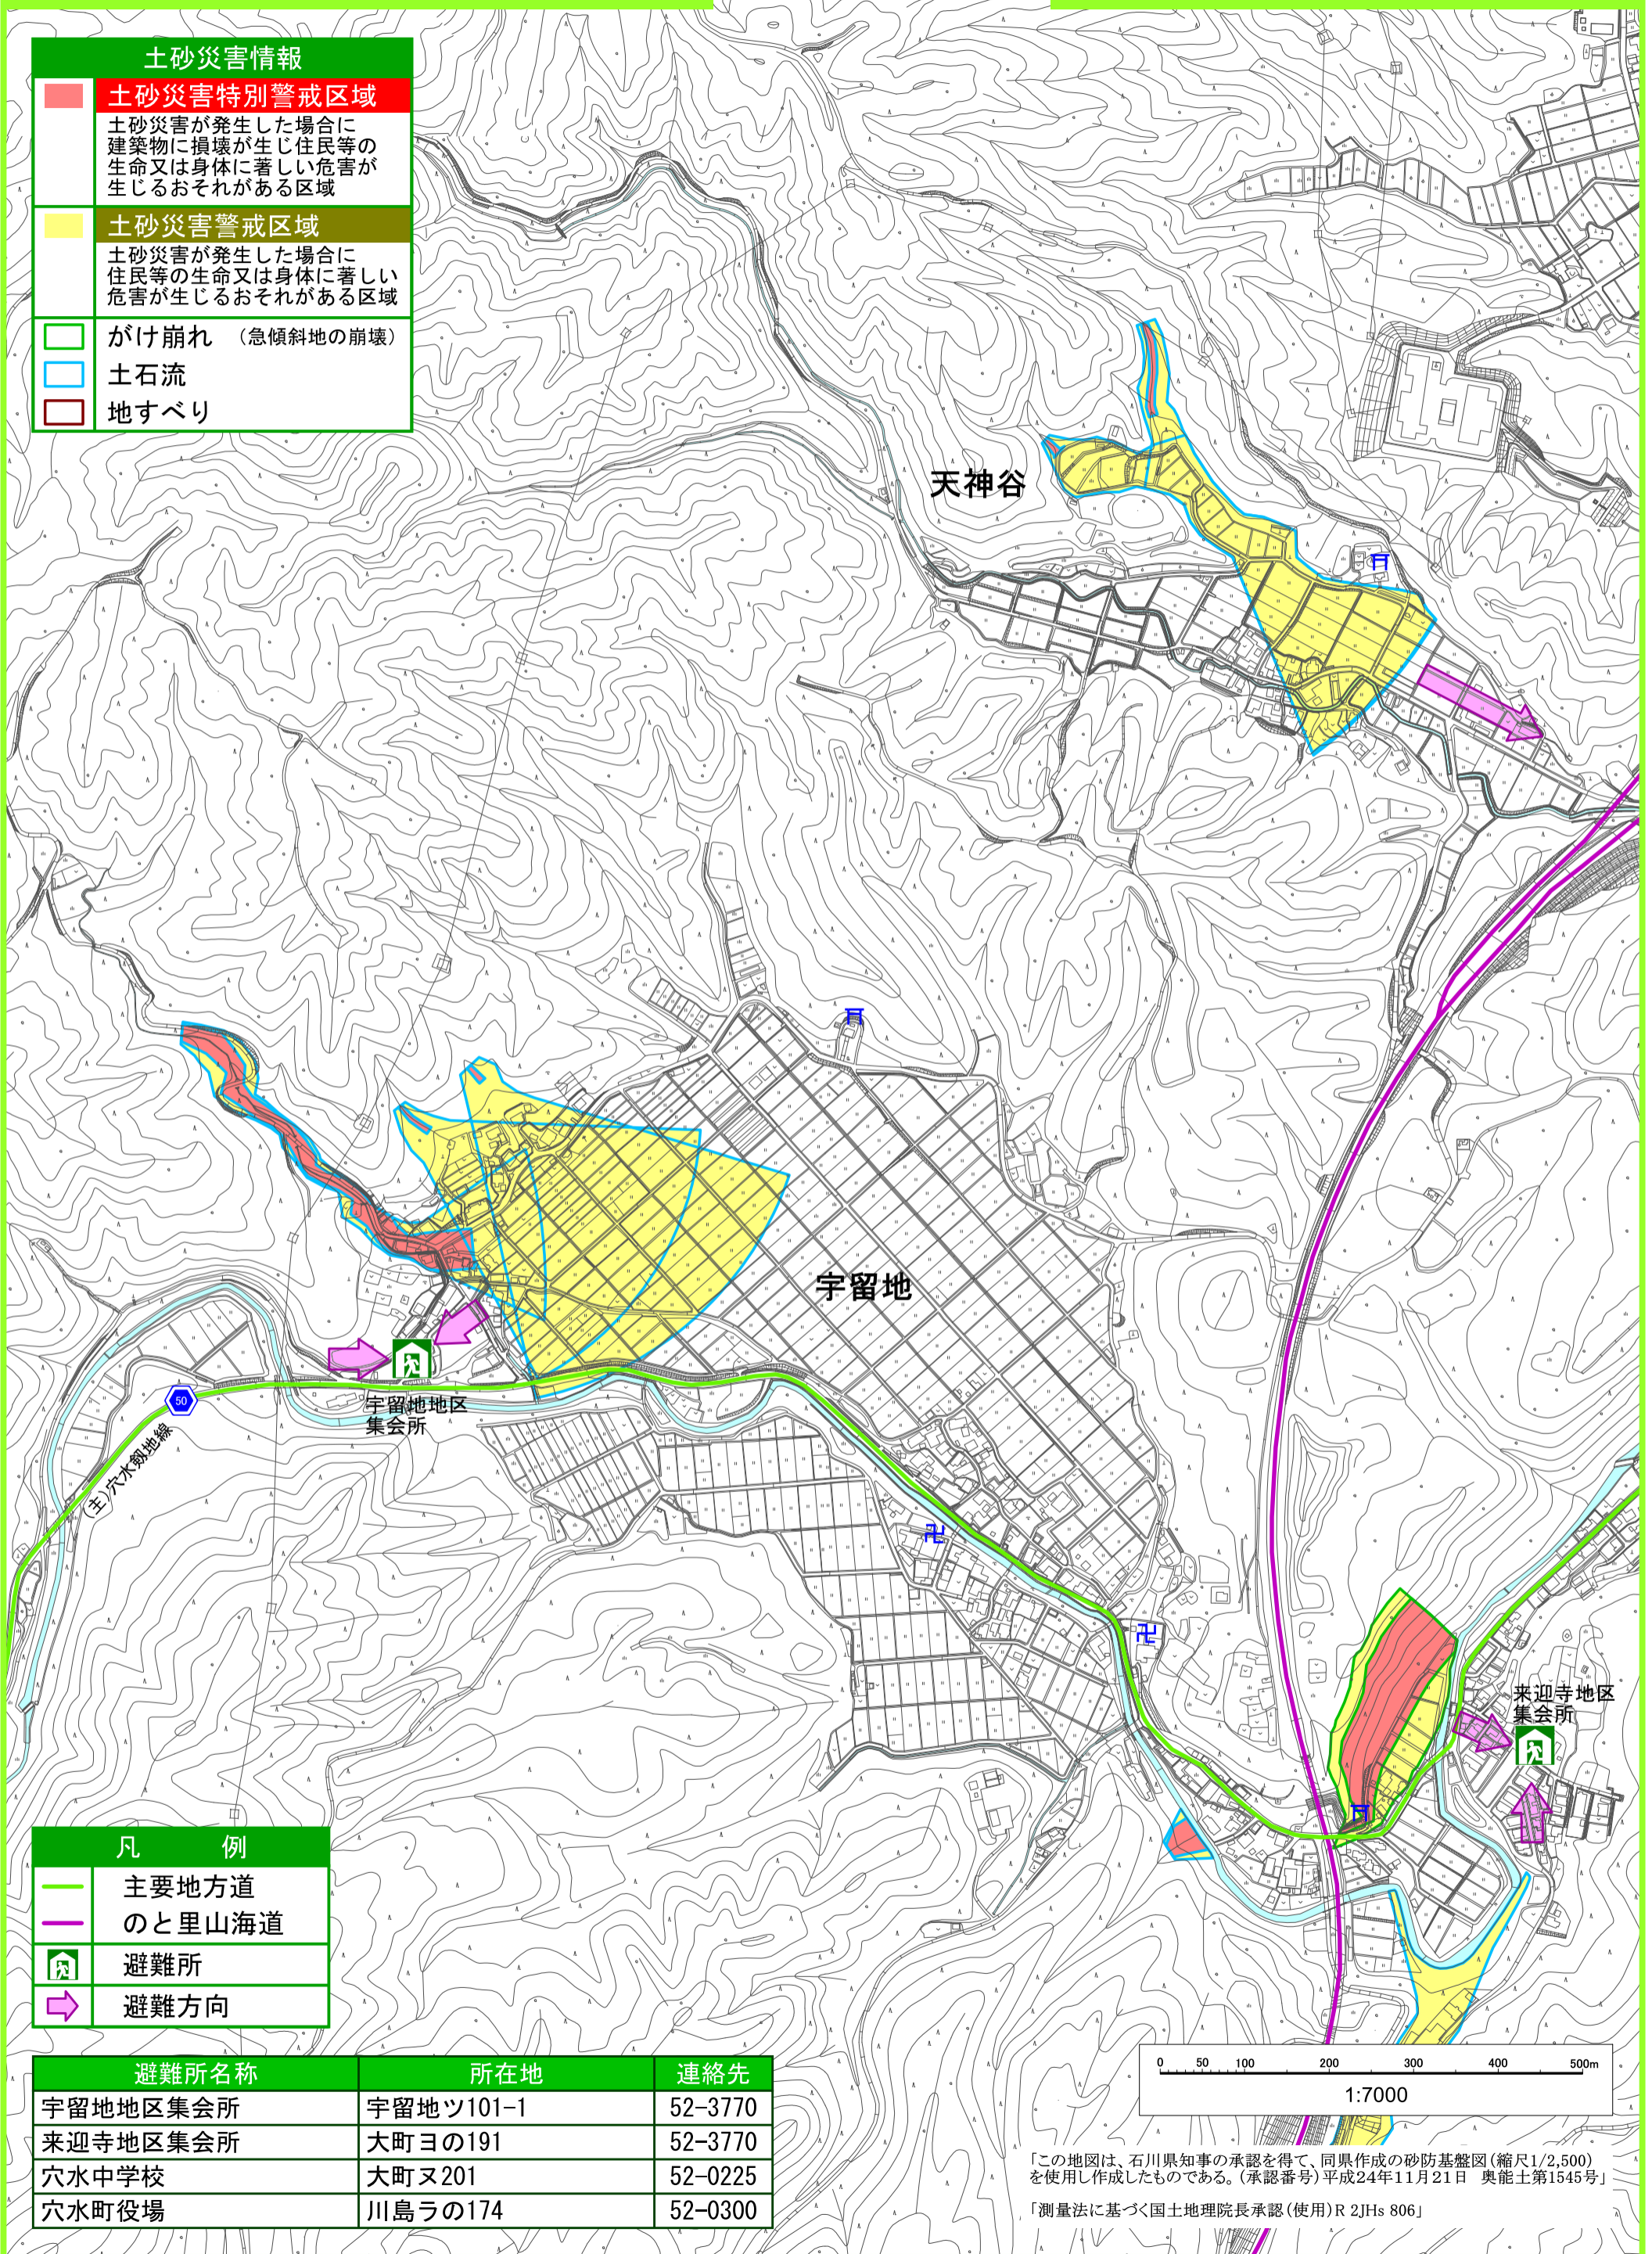 土砂災害情報
土砂災害特別警戒区域
土砂災害が発生した場合に
建築物に損壊が生じ住民等の
生命又は身体に著しい危害が
生じるおそれがある区域
土砂災害警戒区域
土砂災害が発生した場合に
住民等の生命又は身体に著しい
危害が生じるおそれがある区域
がけ崩れ （急傾斜地の崩壊）
土石流
地すべり
天神谷
宇留地
宇留地地区
集会所
50
(主)穴水剱地線
来迎寺地区
集会所
凡 例
主要地方道
のと里山海道
避難所
避難方向
避難所名称 所在地 連絡先
宇留地地区集会所 宇留地ツ101-1 52-3770
来迎寺地区集会所 大町ヨの191 52-3770
穴水中学校 大町ヌ201 52-0225
穴水町役場 川島ラの174 52-0300
0 50 100 200 300 400 500m
1:7000
「この地図は、石川県知事の承認を得て、同県作成の砂防基盤図（縮尺1/2,500）
を使用し作成したものである。（承認番号）平成24年11月21日 奥能土第1545号」
「測量法に基づく国土地理院長承認（使用）R 2JHs 806」